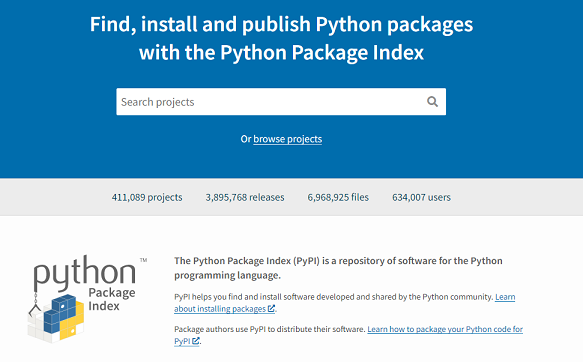 Find, install and publish Python packages
with the Python Package Index
Search projects
Or browse projects
411,089 projects 3,895,768 releases 6,968,925 files 634,007 users
python™
Package
Index
The Python Package Index (PyPI) is a repository of software for the Python
programming language.
PyPI helps you find and install software developed and shared by the Python community. Learn
about installing packages.
Package authors use PyPI to distribute their software. Learn how to package your Python code for
PyPI.